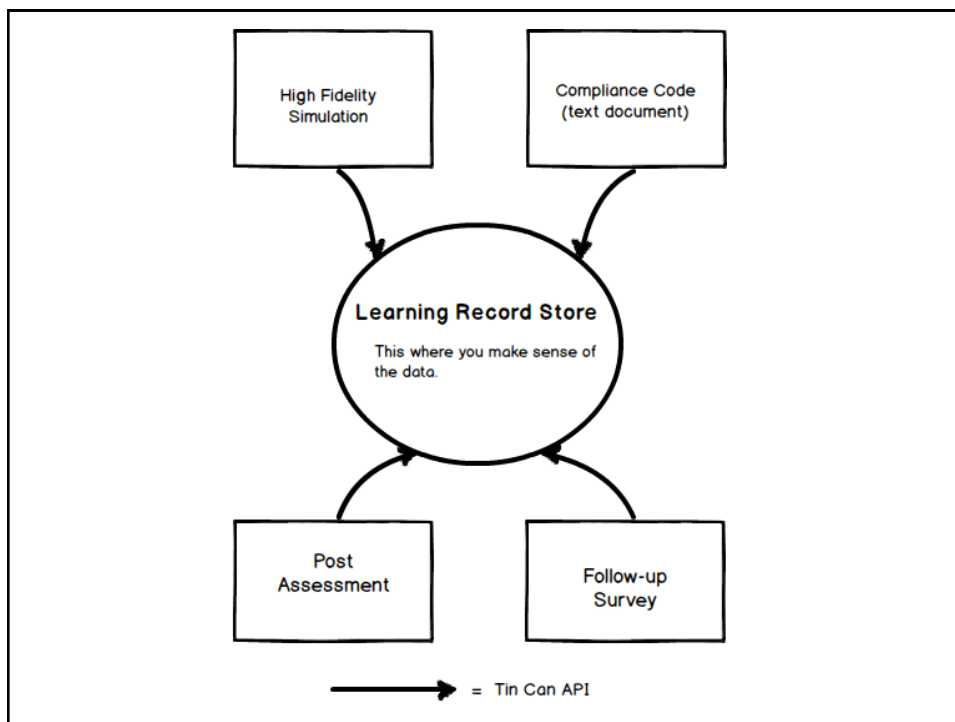 High Fidelity
Simulation
Compliance Code
(text document)
Learning Record Store
This where you make sense of
the data.
Post
Assessment
Follow-up
Survey
= Tin Can API